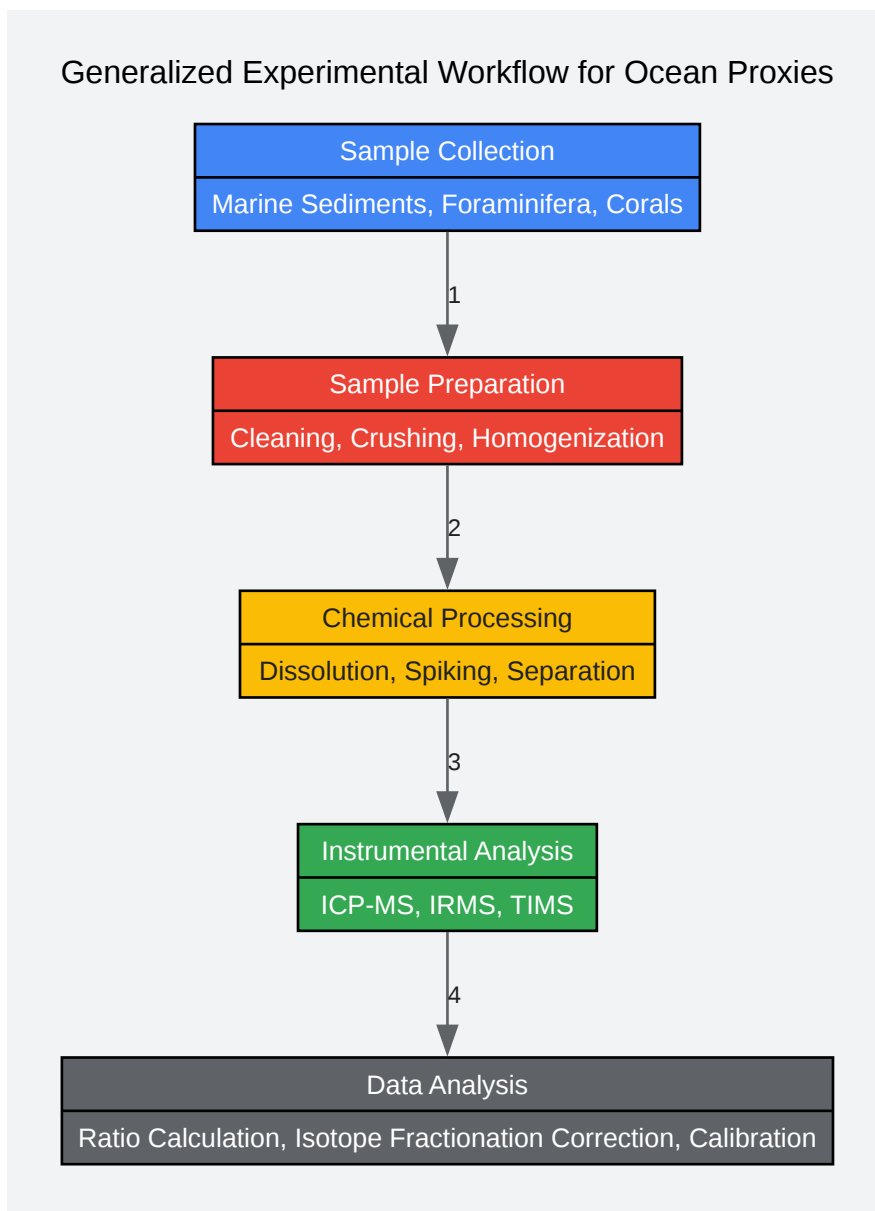 Generalized Experimental Workflow for Ocean Proxies
Sample Collection
Marine Sediments, Foraminifera, Corals
1
Sample Preparation
Cleaning, Crushing, Homogenization
2
Chemical Processing
Dissolution, Spiking, Separation
3
Instrumental Analysis
ICP-MS, IRMS, TIMS
4
Data Analysis
Ratio Calculation, Isotope Fractionation Correction, Calibration